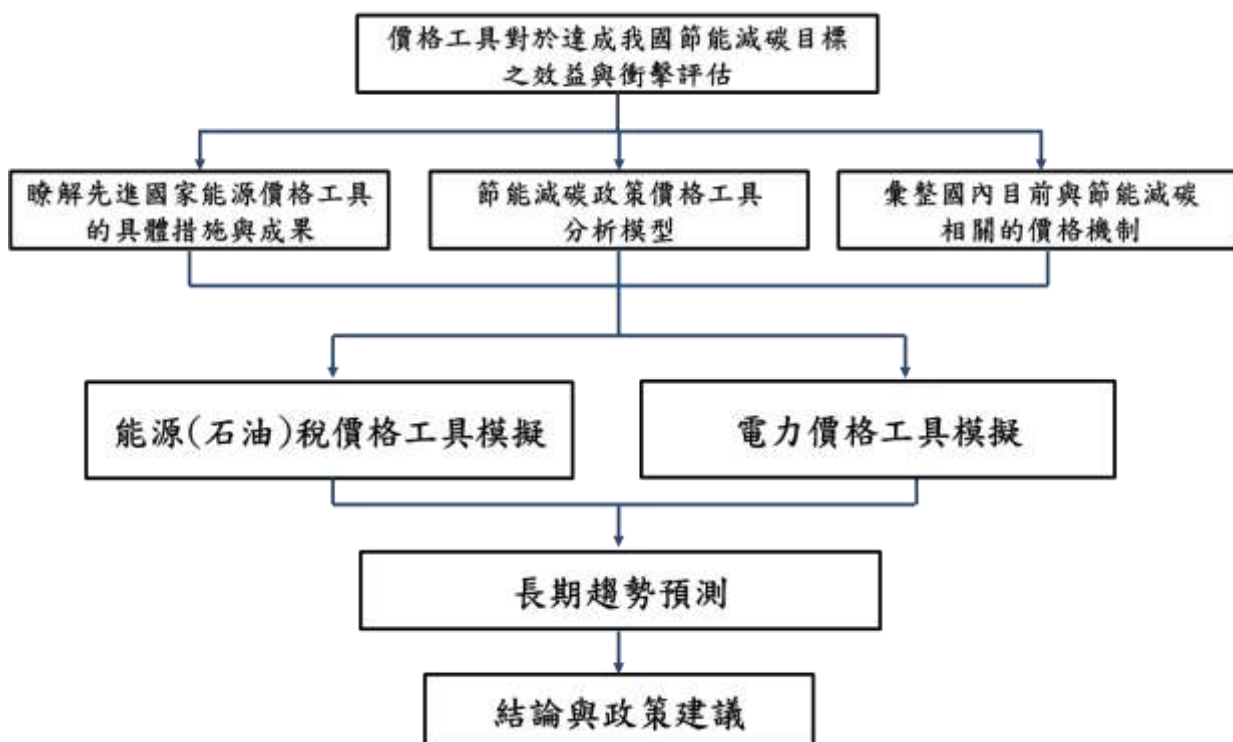 價格工具對於達成我國節能減碳目標
之效益與衝擊評估
瞭解先進國家能源價格工具
的具體措施與成果
節能減碳政策價格工具
分析模型
彙整國內目前與節能減碳
相關的價格機制
能源(石油)稅價格工具模擬
電力價格工具模擬
長期趨勢預測
結論與政策建議